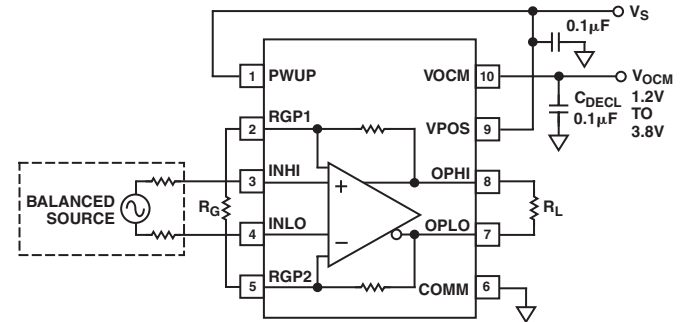 VS
0.1µF
1 PWUP
VOCM 10
VOCM
1.2V
TO
3.8V
CDECL
0.1µF
2 RGP1
VPOS 9
3 INHI
OPHI 8
BALANCED
SOURCE
RG
+
RL
4 INLO
OPLO 7
–
5 RGP2
COMM 6